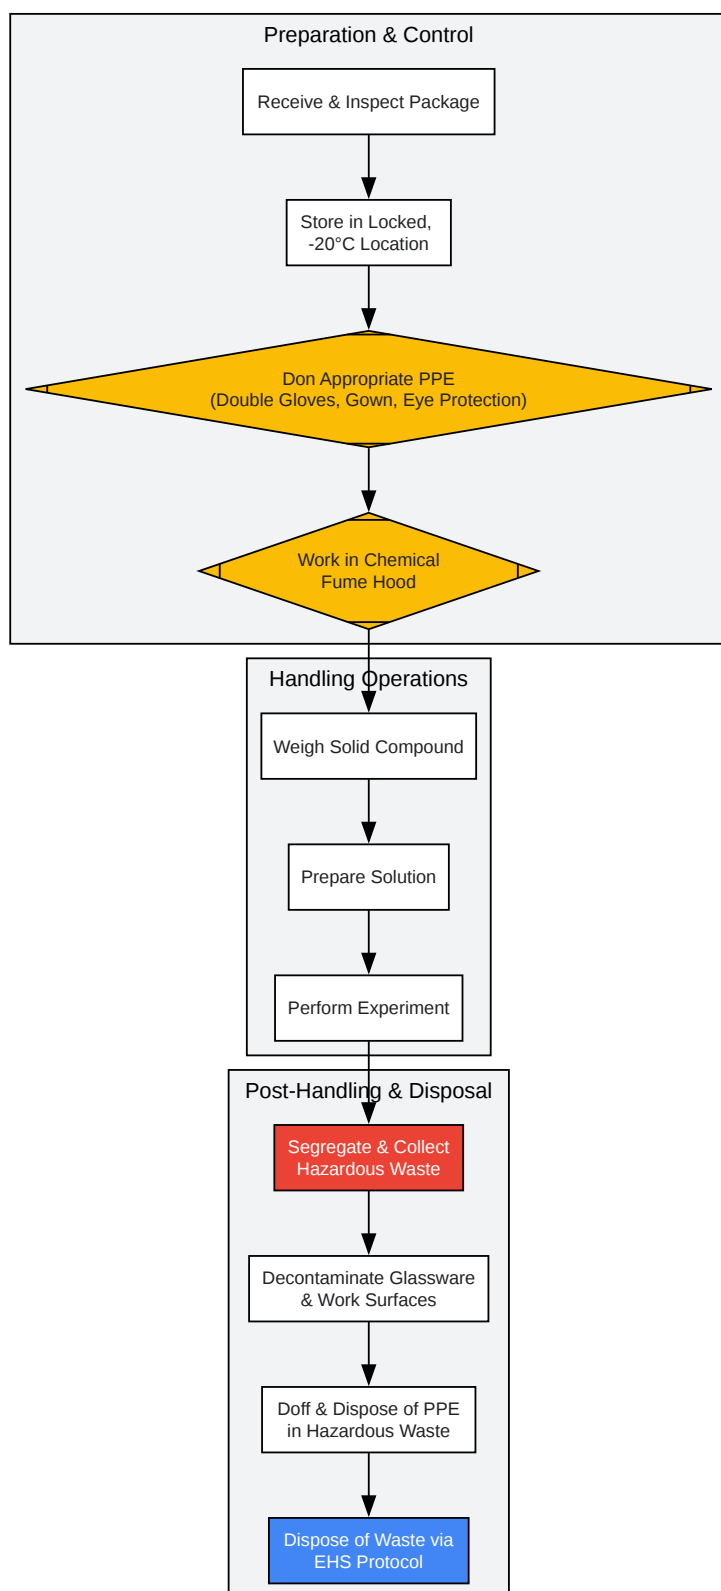 Preparation & Control
Receive & Inspect Package
Store in Locked,
-20°C Location
Don Appropriate PPE
(Double Gloves, Gown, Eye Protection)
Work in Chemical
Fume Hood
Handling Operations
Weigh Solid Compound
Prepare Solution
Perform Experiment
Post-Handling & Disposal
Segregate & Collect
Hazardous Waste
Decontaminate Glassware
& Work Surfaces
Doff & Dispose of PPE
in Hazardous Waste
Dispose of Waste via
EHS Protocol